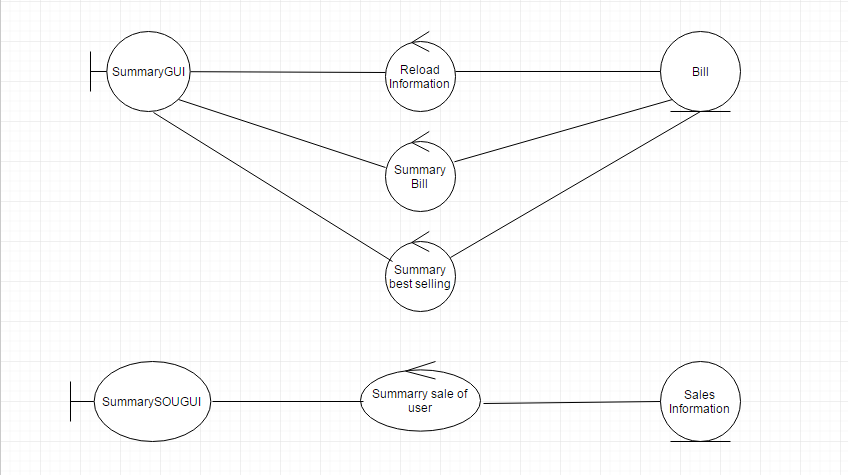 SummaryGUI
Reload
Information
Bill
Summary
Bill
Summary
best selling
SummarySOUGUI
Summarry sale of
user
Sales
Information